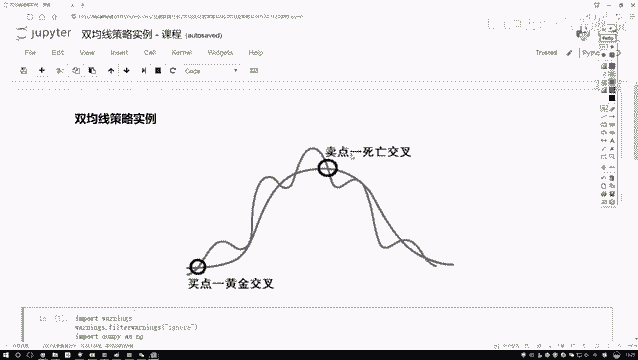 jupyter 双均线策略实例 - 课程 (autosaved)
File Edit View Insert Cell Kernel Widgets Help
Trusted
Code
双均线策略实例
卖点一死亡交叉
买点一黄金交叉
import warnings
warnings.filterwarnings("ignore")
import numpy as np